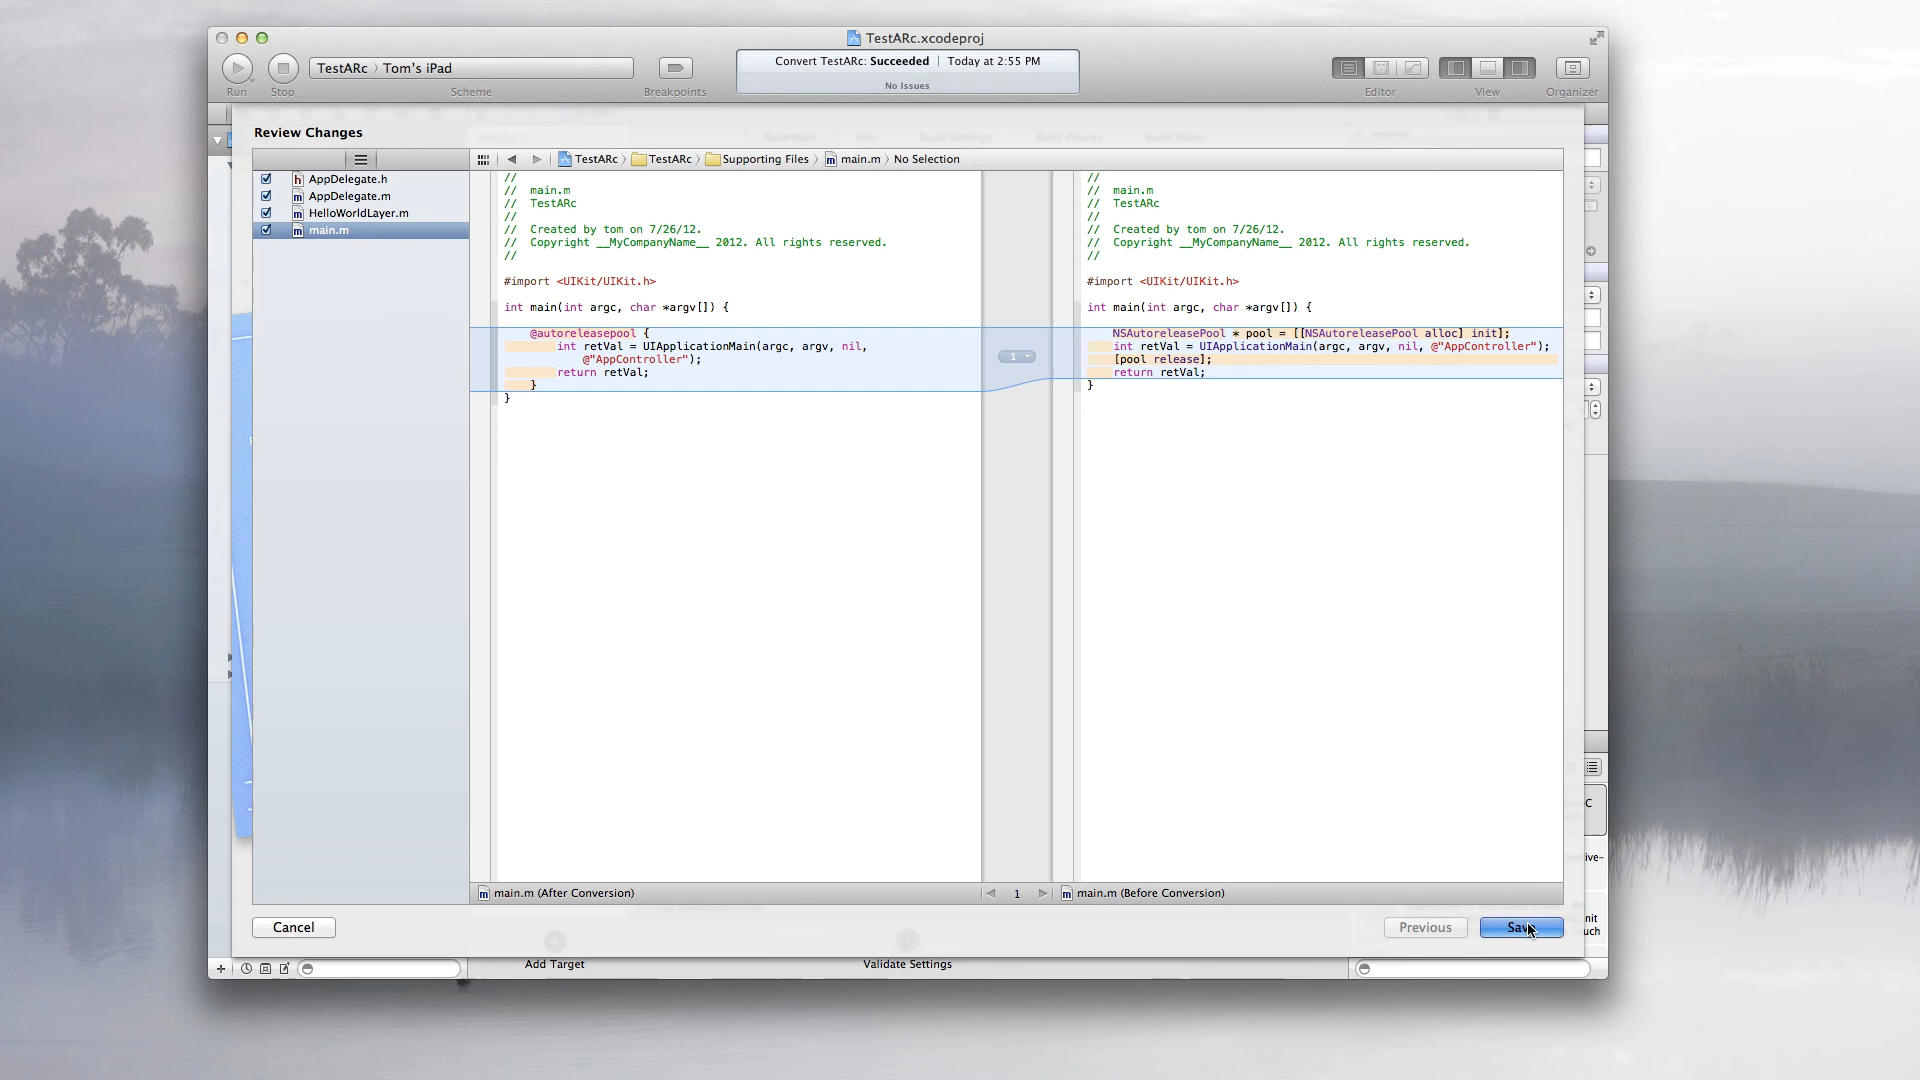 TestARc.xcodeproj
TestARc 〉 Tom's iPad
Convert TestARc: Succeeded | Today at 2:55 PM
No Issues
Run
Stop
Scheme
Breakpoints
Editor
View
Organizer
Review Changes
TestARc 〉 TestARc 〉 Supporting Files 〉 main.m 〉 No Selection
AppDelegate.h
AppDelegate.m
HelloWorldLayer.m
main.m
//
// main.m
// TestARc
//
// Created by tom on 7/26/12.
// Copyright __MyCompanyName__ 2012. All rights reserved.
//
#import <UIKit/UIKit.h>
int main(int argc, char *argv[]) {
@autoreleasepool {
int retVal = UIApplicationMain(argc, argv, nil,
@"AppController");
return retVal;
}
}
1
//
// main.m
// TestARc
//
// Created by tom on 7/26/12.
// Copyright __MyCompanyName__ 2012. All rights reserved.
//
#import <UIKit/UIKit.h>
int main(int argc, char *argv[]) {
NSAutoreleasePool * pool = [[NSAutoreleasePool alloc] init];
int retVal = UIApplicationMain(argc, argv, nil, @"AppController");
[pool release];
return retVal;
}
C
ive-
nit
uch
main.m (After Conversion)
1
main.m (Before Conversion)
Cancel
Previous
Save
Add Target
Validate Settings